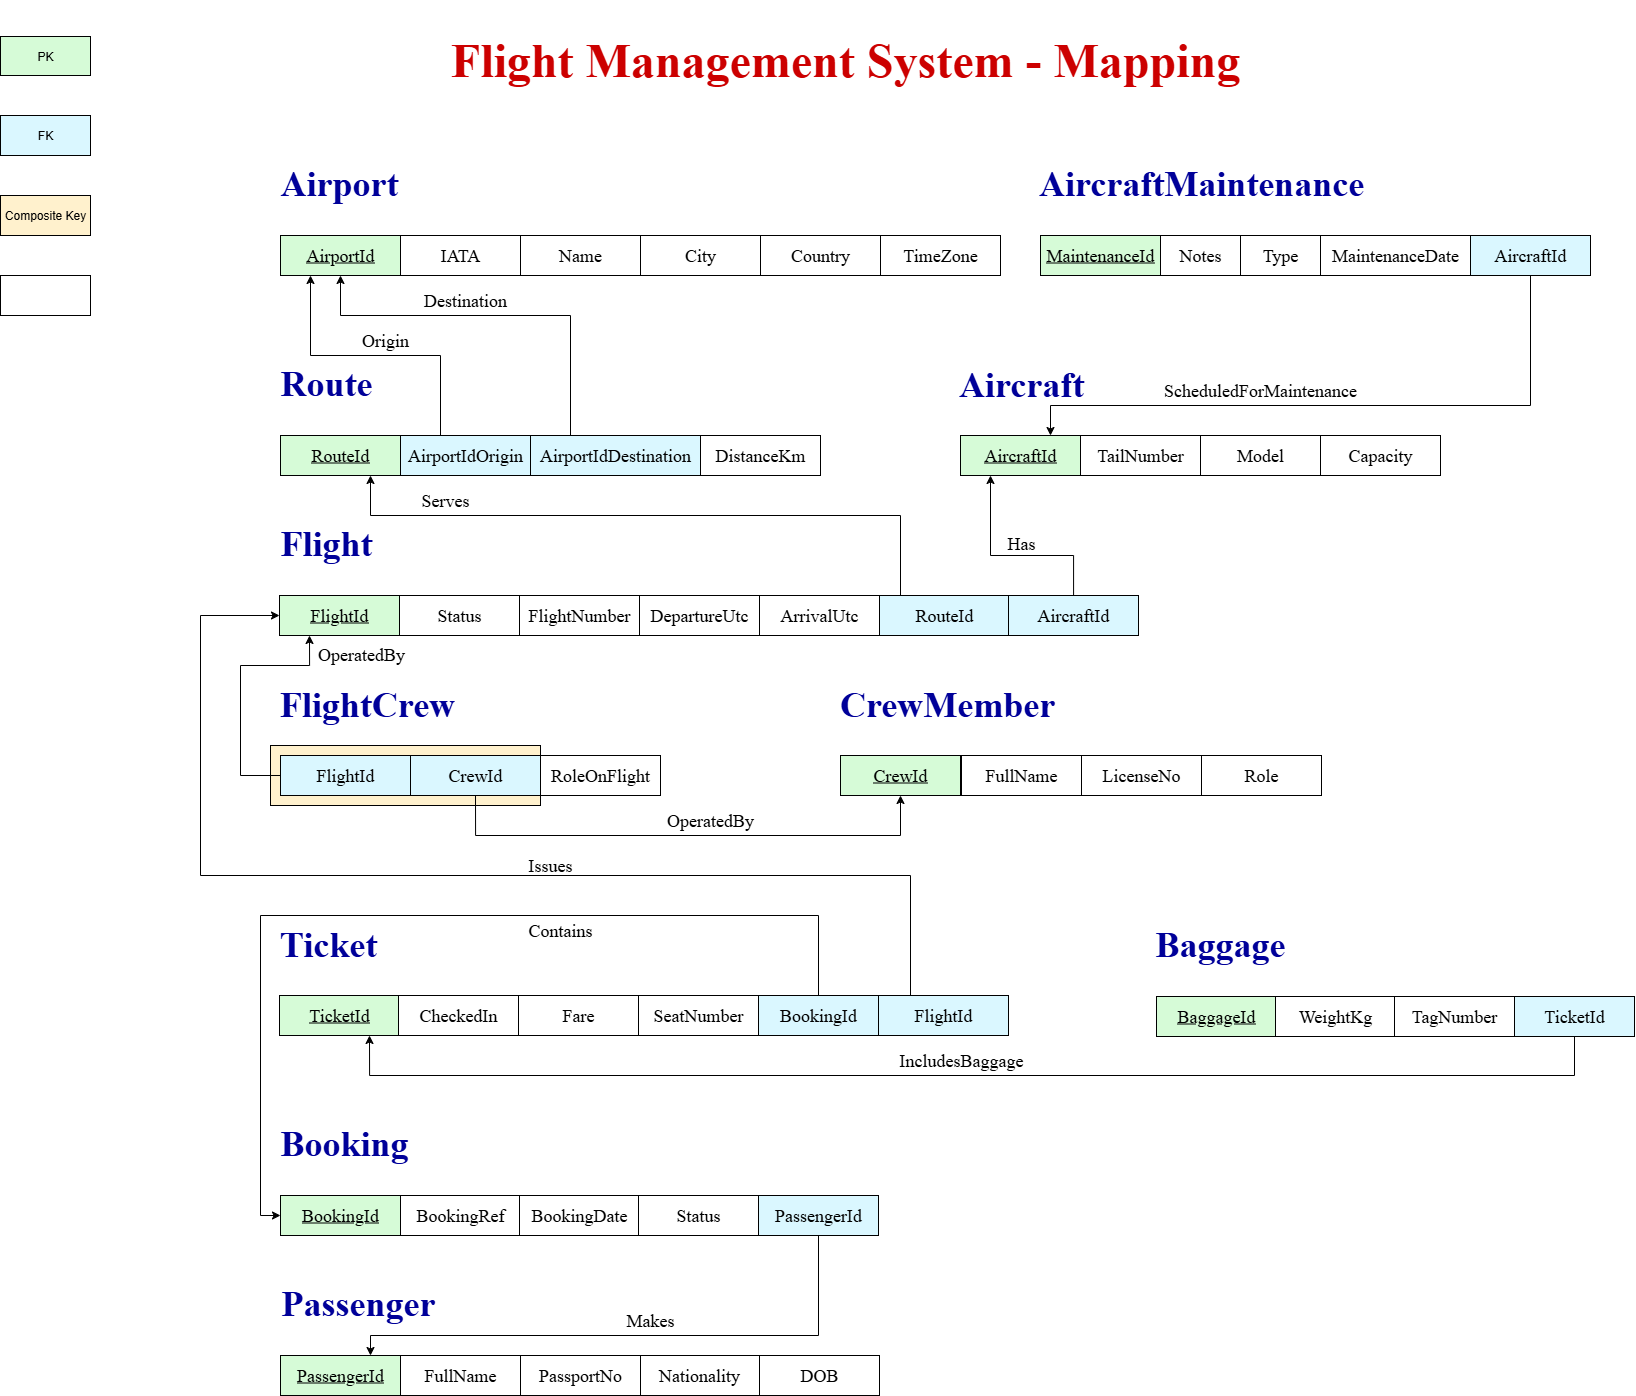 Flight Management System - Mapping
PK
FK
Composite Key
Airport
AirportId IATA Name City Country TimeZone
Destination
Origin
AircraftMaintenance
MaintenanceId Notes Type MaintenanceDate AircraftId
ScheduledForMaintenance
Route
RouteId AirportIdOrigin AirportIdDestination DistanceKm
Serves
Aircraft
AircraftId TailNumber Model Capacity
Has
Flight
FlightId Status FlightNumber DepartureUtc ArrivalUtc RouteId AircraftId
OperatedBy
FlightCrew
FlightId CrewId RoleOnFlight
OperatedBy
CrewMember
CrewId FullName LicenseNo Role
Issues
Contains
Ticket
TicketId CheckedIn Fare SeatNumber BookingId FlightId
IncludesBaggage
Baggage
BaggageId WeightKg TagNumber TicketId
Booking
BookingId BookingRef BookingDate Status PassengerId
Makes
Passenger
PassengerId FullName PassportNo Nationality DOB